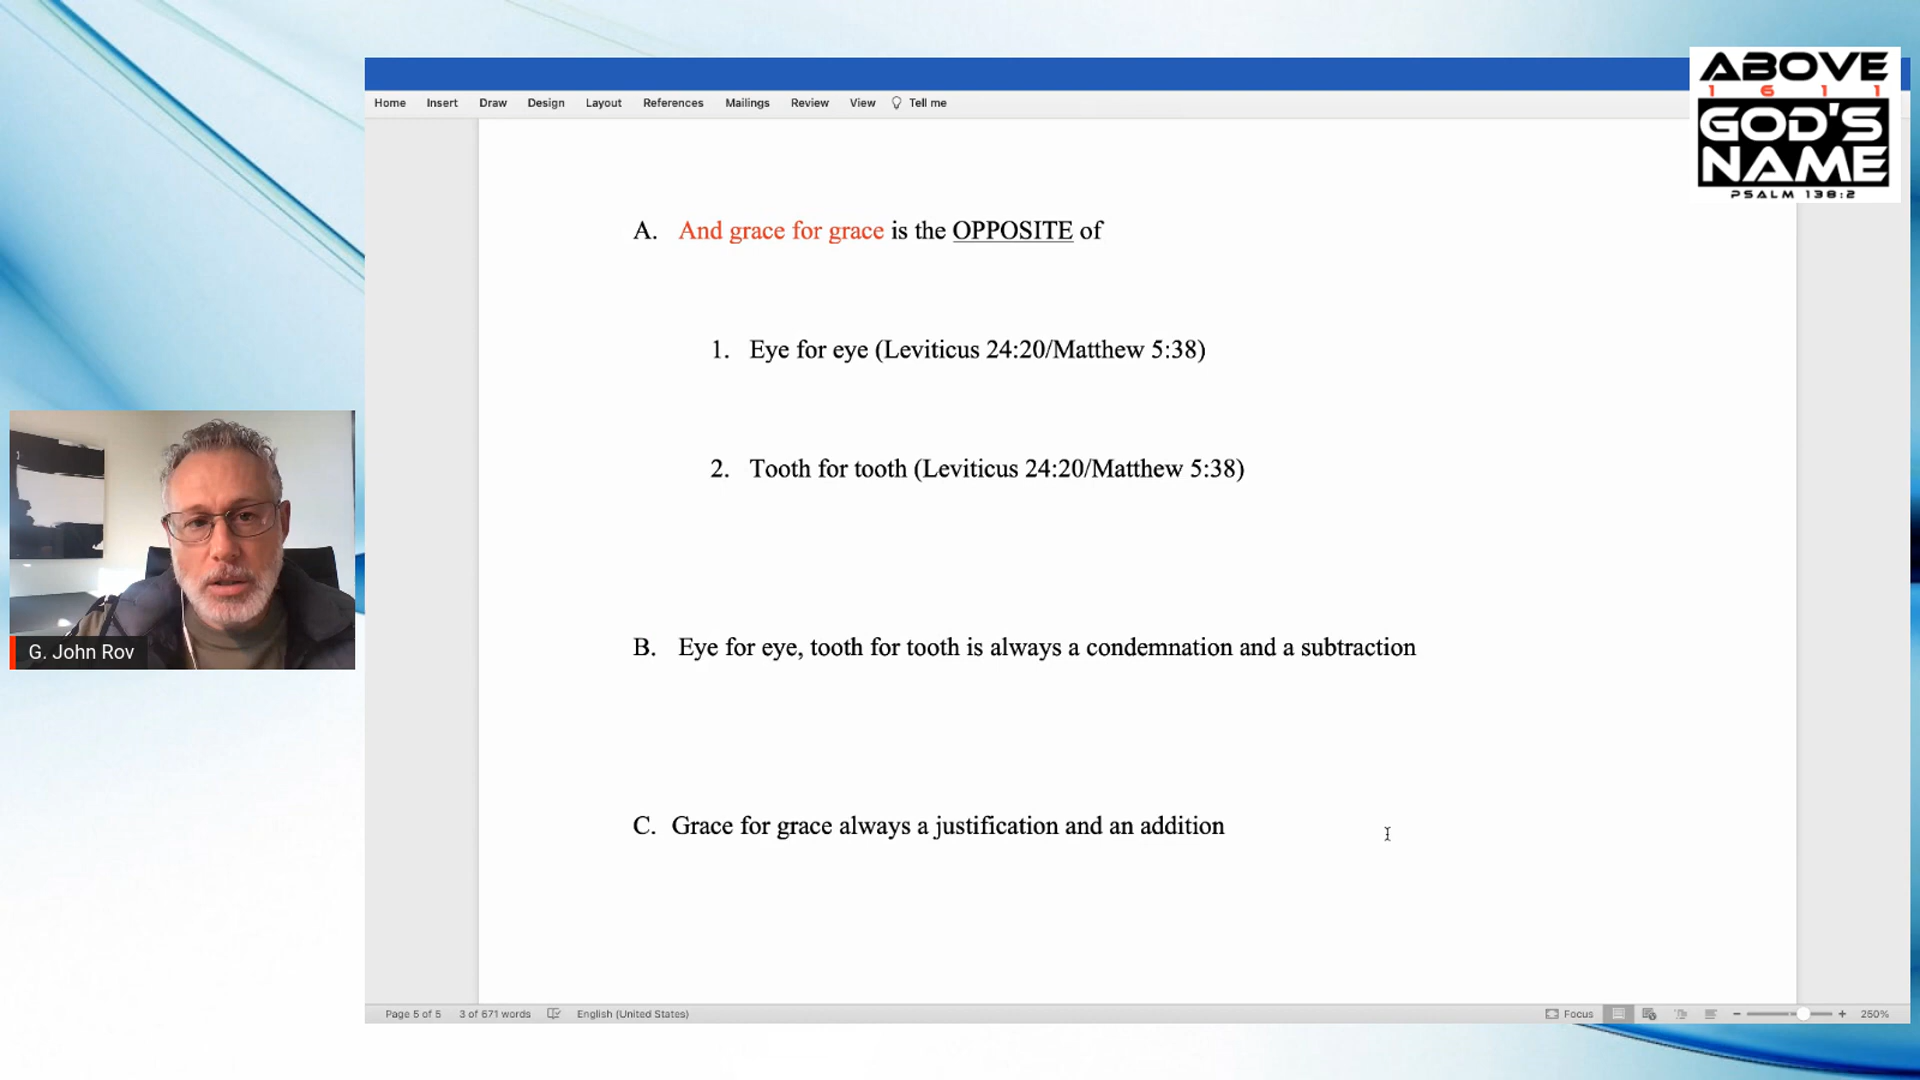 ABOVE
1611
GOD'S
NAME
PSALM 138:2
Home Insert Draw Design Layout References Mailings Review View Tell me
A. And grace for grace is the OPPOSITE of
1. Eye for eye (Leviticus 24:20/Matthew 5:38)
2. Tooth for tooth (Leviticus 24:20/Matthew 5:38)
B. Eye for eye, tooth for tooth is always a condemnation and a subtraction
C. Grace for grace always a justification and an addition
G. John Rov
Page 5 of 5 3 of 671 words English (United States) Focus 250%